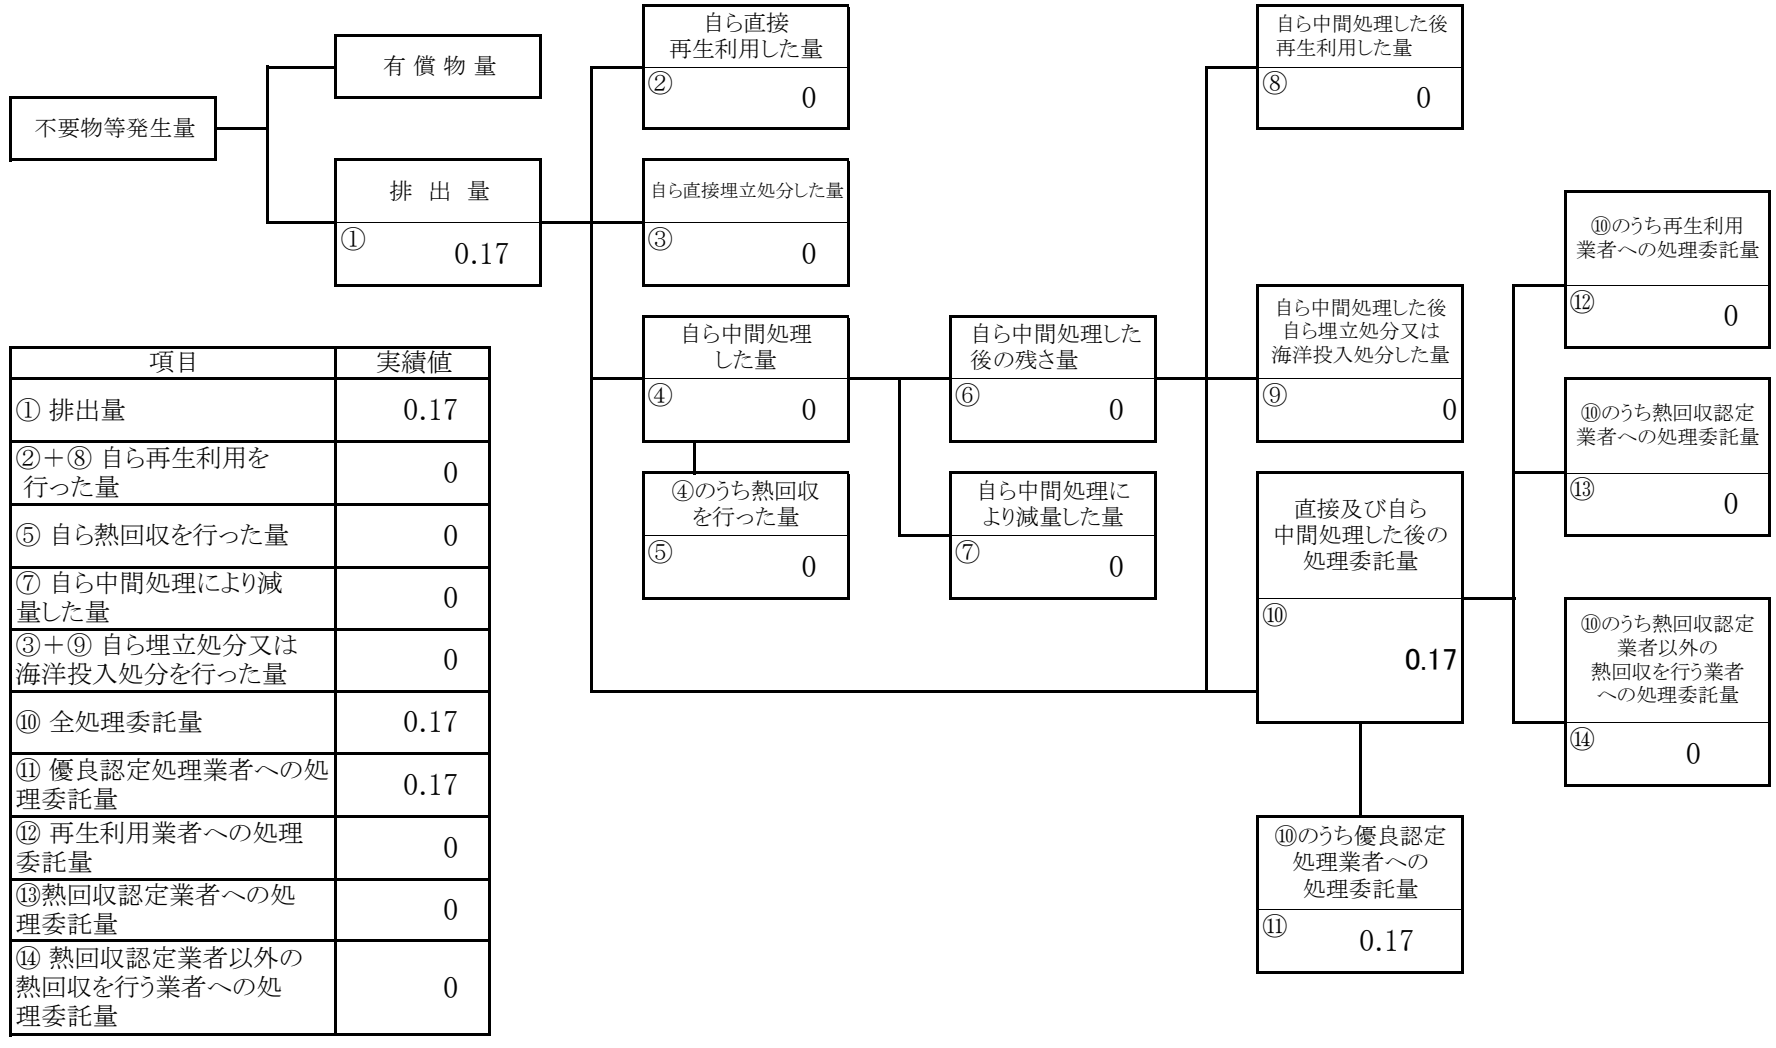 不要物等発生量
有 償 物 量
排 出 量
① 0.17
自ら直接
再生利用した量
② 0
自ら直接埋立処分した量
③ 0
自ら中間処理
した量
④ 0
④のうち熱回収
を行った量
⑤ 0
自ら中間処理した
後の残さ量
⑥ 0
自ら中間処理に
より減量した量
⑦ 0
自ら中間処理した後
再生利用した量
⑧ 0
自ら中間処理した後
自ら埋立処分又は
海洋投入処分した量
⑨ 0
直接及び自ら
中間処理した後の
処理委託量
⑩
0.17
⑩のうち優良認定
処理業者への
処理委託量
⑪ 0.17
⑩のうち再生利用
業者への処理委託量
⑫ 0
⑩のうち熱回収認定
業者への処理委託量
⑬ 0
⑩のうち熱回収認定
業者以外の
熱回収を行う業者
への処理委託量
⑭ 0
項目 実績値
① 排出量 0.17
②+⑧ 自ら再生利用を
行った量 0
⑤ 自ら熱回収を行った量 0
⑦ 自ら中間処理により減
量した量 0
③+⑨ 自ら埋立処分又は
海洋投入処分を行った量 0
⑩ 全処理委託量 0.17
⑪ 優良認定処理業者への処
理委託量 0.17
⑫ 再生利用業者への処理
委託量 0
⑬熱回収認定業者への処
理委託量 0
⑭ 熱回収認定業者以外の
熱回収を行う業者への処
理委託量 0